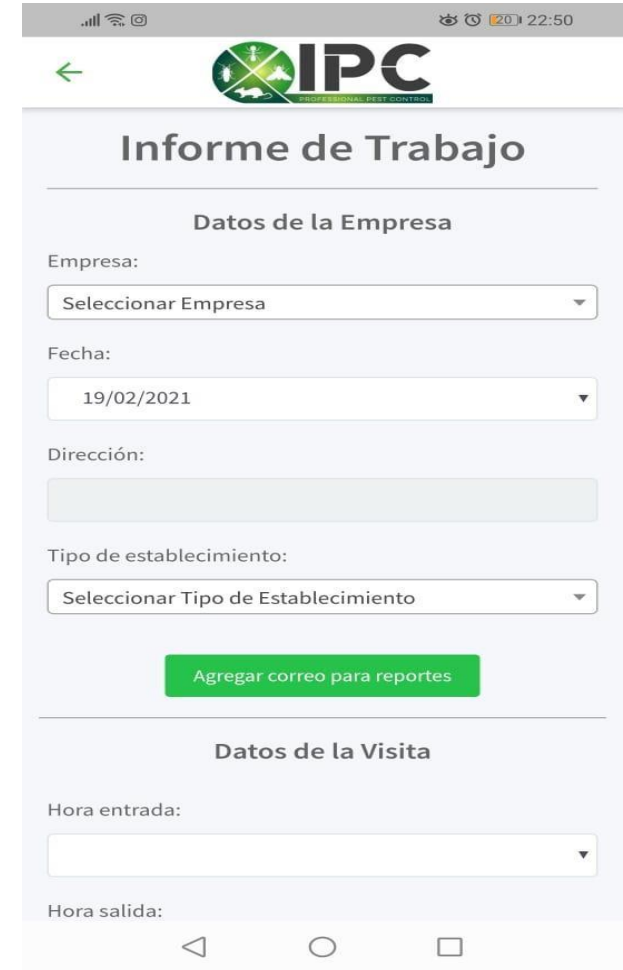 20 22:50
IPC
PROFESSIONAL PEST CONTROL
Informe de Trabajo
Datos de la Empresa
Empresa:
Seleccionar Empresa
Fecha:
19/02/2021
Dirección:
Tipo de establecimiento:
Seleccionar Tipo de Establecimiento
Agregar correo para reportes
Datos de la Visita
Hora entrada:
Hora salida: